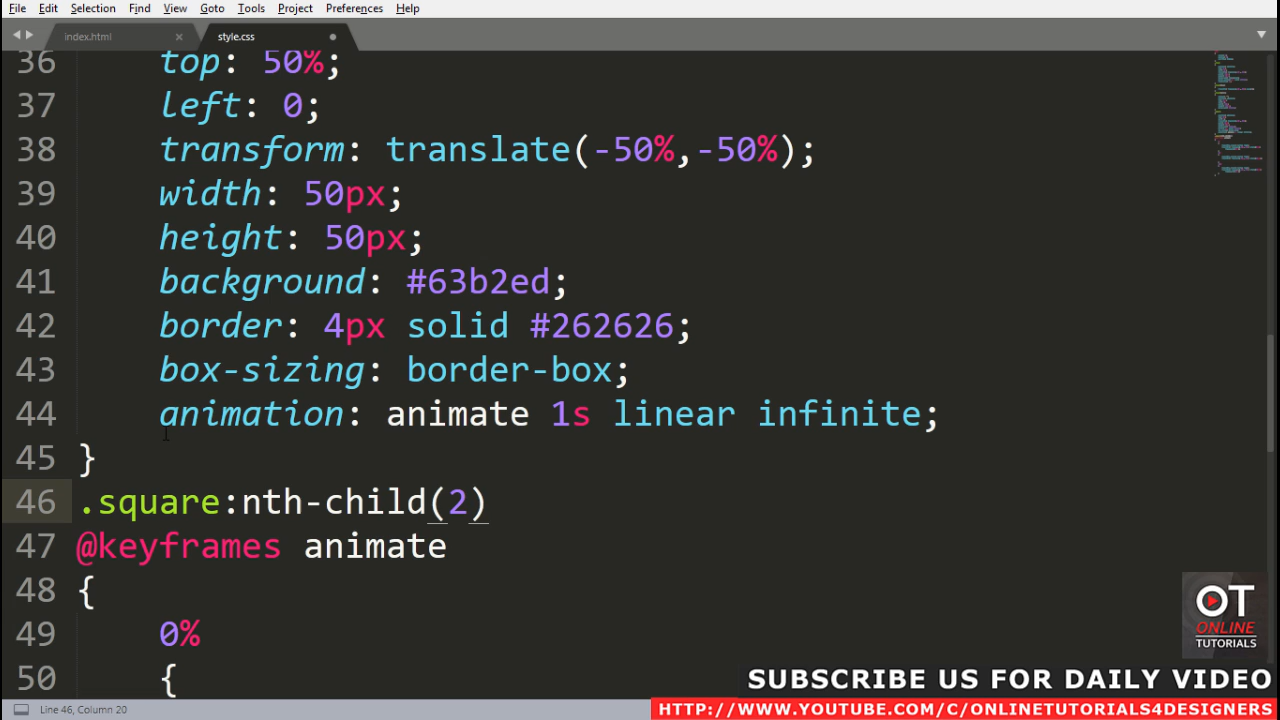 File Edit Selection Find View Goto Tools Project Preferences Help
index.html style.css
36 top: 50%;
37 left: 0;
38 transform: translate(-50%,-50%);
39 width: 50px;
40 height: 50px;
41 background: #63b2ed;
42 border: 4px solid #262626;
43 box-sizing: border-box;
44 animation: animate 1s linear infinite;
45 }
46 .square:nth-child(2)
47 @keyframes animate
48 {
49 0%
50 {
OT
ONLINE
TUTORIALS
SUBSCRIBE US FOR DAILY VIDEO
HTTP://WWW.YOUTUBE.COM/C/ONLINETUTORIALS4DESIGNERS
Line 46, Column 20